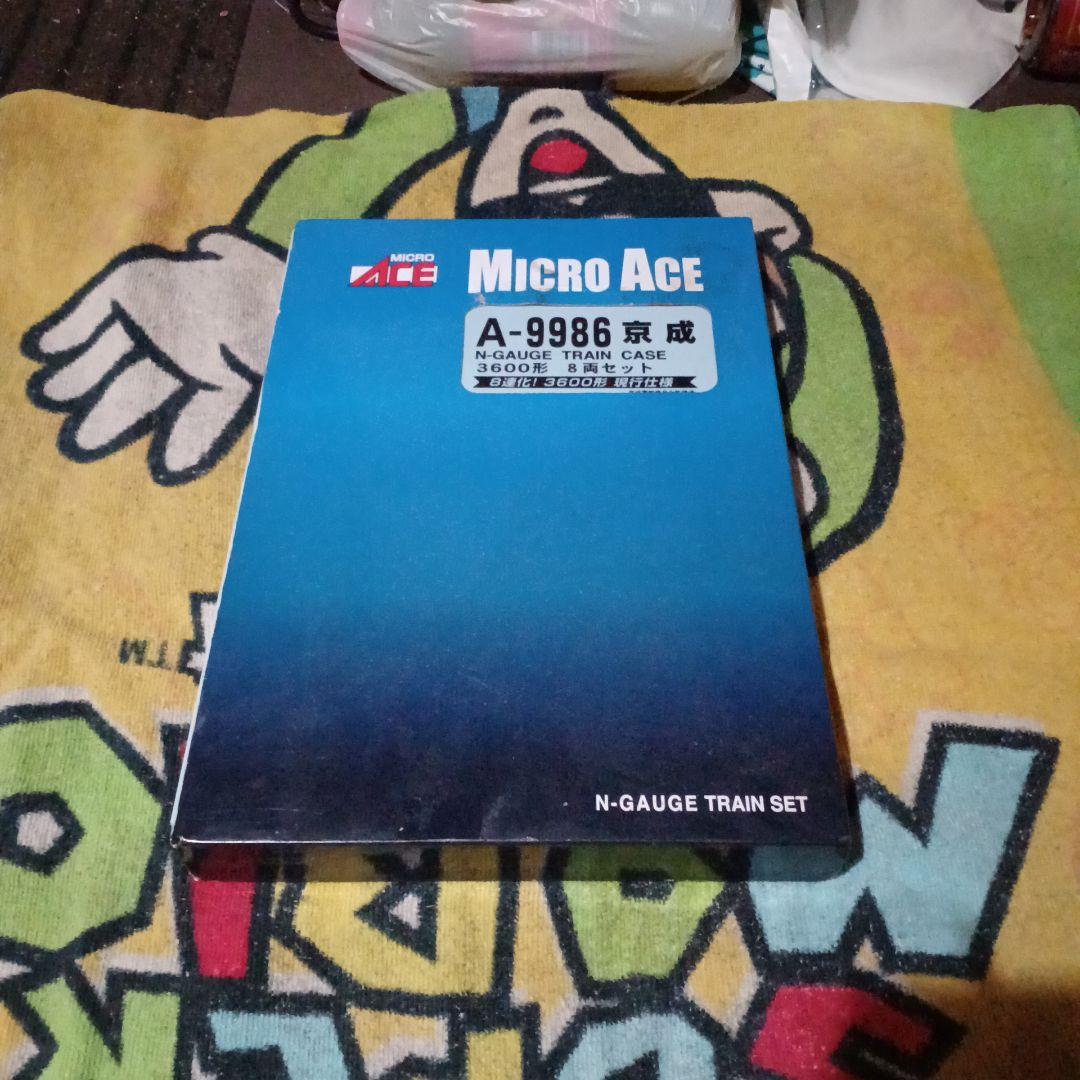 MICRO
ACE
MICRO ACE
A-9986 京成
N-GAUGE TRAIN CASE
3600形 8両セット
8連化! 3600形 現行仕様
N-GAUGE TRAIN SET
TM